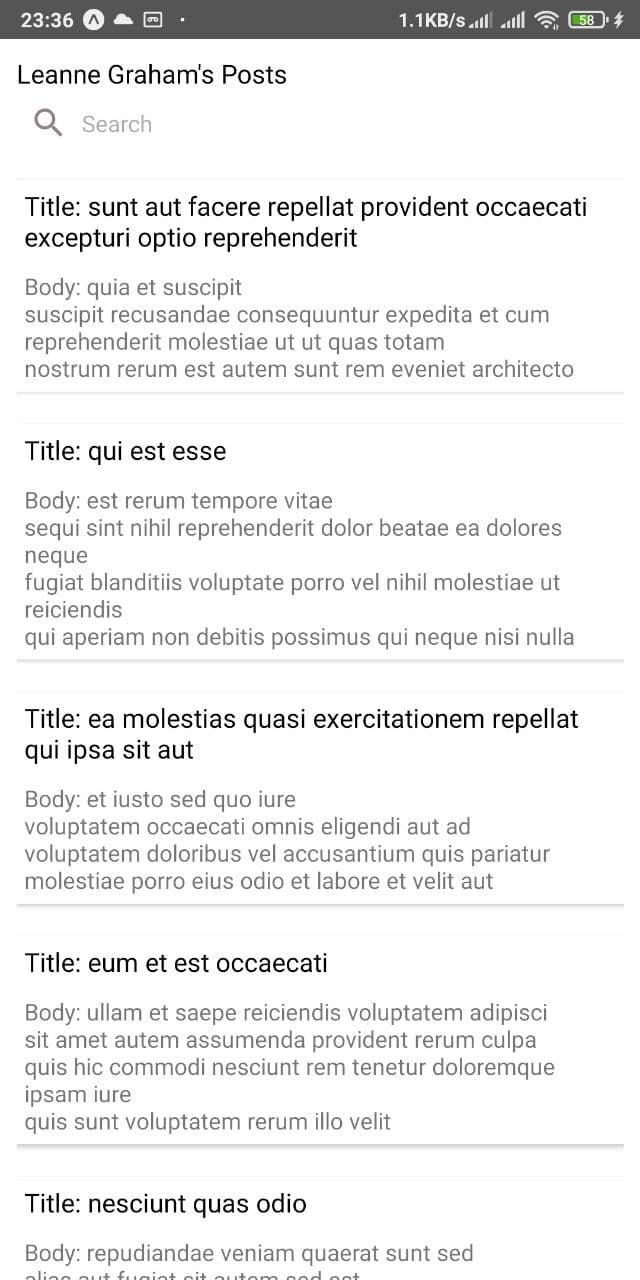 23:36
1.1KB/s
58
Leanne Graham's Posts
Search
Title: sunt aut facere repellat provident occaecati
excepturi optio reprehenderit
Body: quia et suscipit
suscipit recusandae consequuntur expedita et cum
reprehenderit molestiae ut ut quas totam
nostrum rerum est autem sunt rem eveniet architecto
Title: qui est esse
Body: est rerum tempore vitae
sequi sint nihil reprehenderit dolor beatae ea dolores
neque
fugiat blanditiis voluptate porro vel nihil molestiae ut
reiciendis
qui aperiam non debitis possimus qui neque nisi nulla
Title: ea molestias quasi exercitationem repellat
qui ipsa sit aut
Body: et iusto sed quo iure
voluptatem occaecati omnis eligendi aut ad
voluptatem doloribus vel accusantium quis pariatur
molestiae porro eius odio et labore et velit aut
Title: eum et est occaecati
Body: ullam et saepe reiciendis voluptatem adipisci
sit amet autem assumenda provident rerum culpa
quis hic commodi nesciunt rem tenetur doloremque
ipsam iure
quis sunt voluptatem rerum illo velit
Title: nesciunt quas odio
Body: repudiandae veniam quaerat sunt sed
alias aut fugiat sit autem sed est